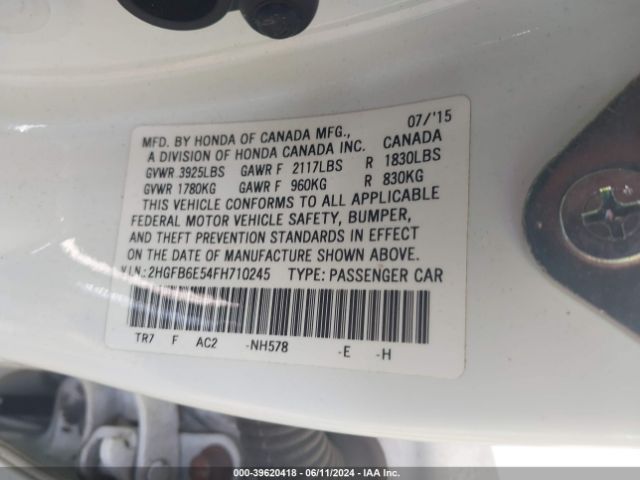 07/'15
MFD. BY HONDA OF CANADA MFG., CANADA
A DIVISION OF HONDA CANADA INC.
GVWR 3925LBS GAWR F 2117LBS R 1830LBS
GVWR 1780KG GAWR F 960KG R 830KG
THIS VEHICLE CONFORMS TO ALL APPLICABLE
FEDERAL MOTOR VEHICLE SAFETY, BUMPER,
AND THEFT PREVENTION STANDARDS IN EFFECT
ON THE DATE OF MANUFACTURE SHOWN ABOVE.
V.I.N.: 2HGFB6E54FH710245 TYPE: PASSENGER CAR
TR7 F AC2 -NH578 -E -H
000-39620418 - 06/11/2024 - IAA Inc.